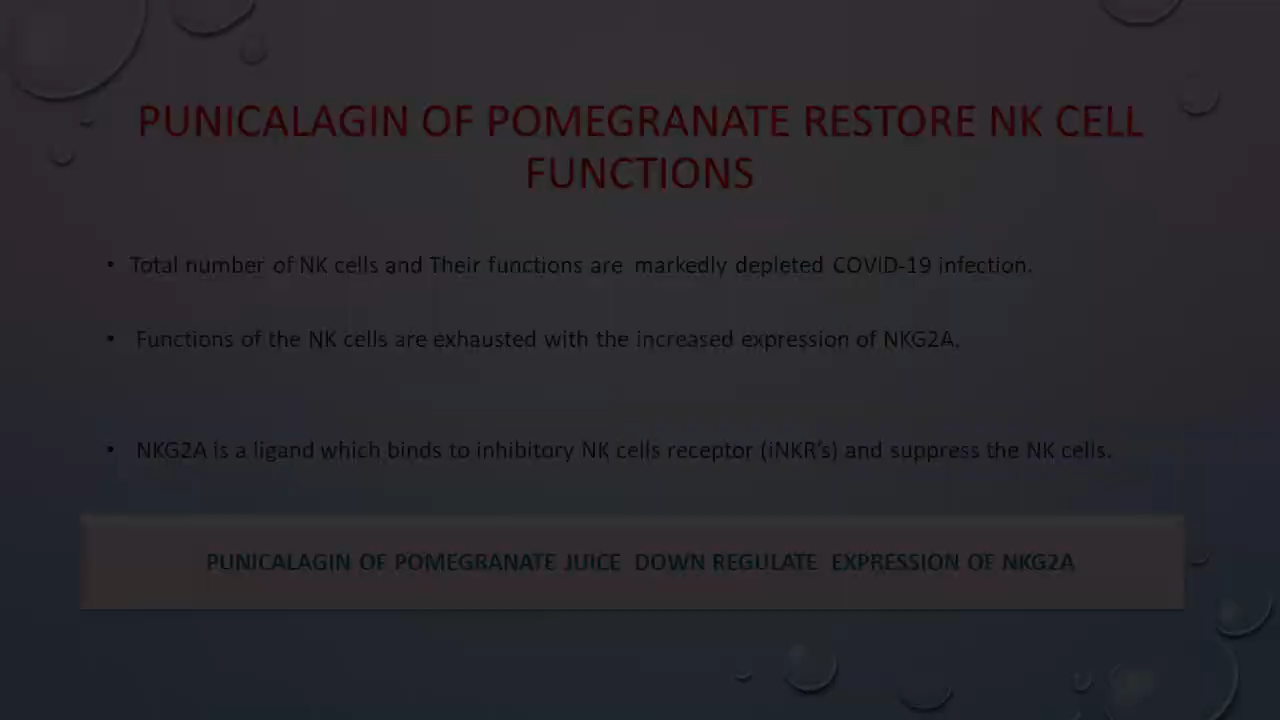 PUNICALAGIN OF POMEGRANATE RESTORE NK CELL
FUNCTIONS
• Total number of NK cells and Their functions are markedly depleted COVID-19 infection.
• Functions of the NK cells are exhausted with the increased expression of NKG2A.
• NKG2A is a ligand which binds to inhibitory NK cells receptor (iNKR's) and suppress the NK cells.
PUNICALAGIN OF POMEGRANATE JUICE DOWN REGULATE EXPRESSION OF NKG2A